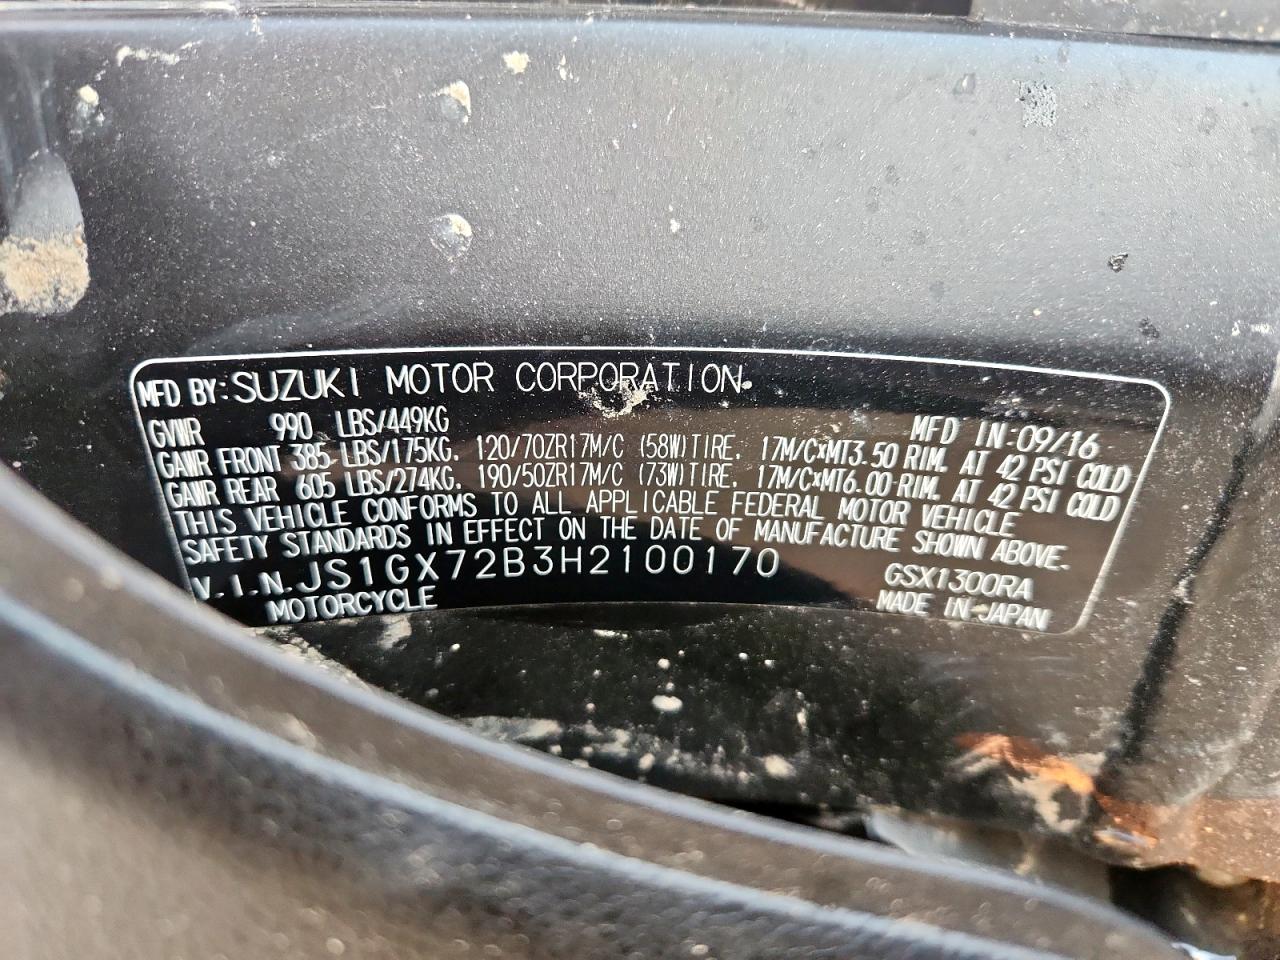 MFD BY: SUZUKI MOTOR CORPORATION.
GVWR 990 LBS/449KG MFD IN: 09/16
GAWR FRONT 385 LBS/175KG. 120/70ZR17M/C (58W)TIRE. 17M/C×MT3.50 RIM. AT 42 PSI COLD
GAWR REAR 605 LBS/274KG. 190/50ZR17M/C (73W)TIRE. 17M/C×MT6.00-RIM. AT 42 PSI COLD
THIS VEHICLE CONFORMS TO ALL APPLICABLE FEDERAL MOTOR VEHICLE
SAFETY STANDARDS IN EFFECT ON THE DATE OF MANUFACTURE SHOWN ABOVE.
V.I.N. JS1GX72B3H2100170 GSX1300RA
MOTORCYCLE MADE IN JAPAN